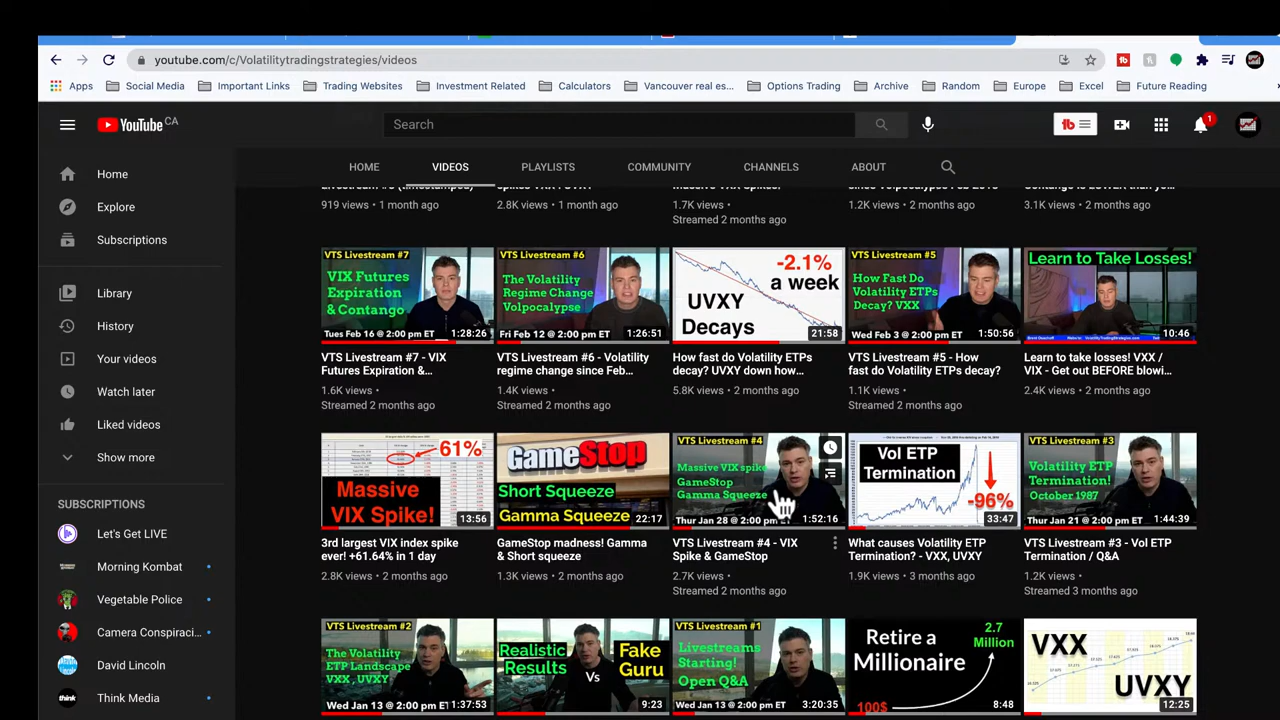 youtube.com/c/Volatilitytradingstrategies/videos
Apps Social Media Important Links Trading Websites Investment Related Calculators Vancouver real es... Options Trading Archive Random Europe Excel Future Reading
YouTube CA
Search
1
HOME VIDEOS PLAYLISTS COMMUNITY CHANNELS ABOUT
Home
Explore
Subscriptions
Library
History
Your videos
Watch later
Liked videos
Show more
SUBSCRIPTIONS
Let's Get LIVE
Morning Kombat
Vegetable Police
Camera Conspiraci...
David Lincoln
Think Media
919 views • 1 month ago
2.8K views • 1 month ago
1.7K views •
Streamed 2 months ago
1.2K views • 2 months ago
3.1K views • 2 months ago
VTS Livestream #7
VIX Futures
Expiration
& Contango
Tues Feb 16 @ 2:00 pm ET
1:28:26
VTS Livestream #7 - VIX
Futures Expiration &...
1.6K views •
Streamed 2 months ago
VTS Livestream #6
The Volatility
Regime Change
Volpocalypse
Fri Feb 12 @ 2:00 pm ET
1:26:51
VTS Livestream #6 - Volatility
regime change since Feb...
1.4K views •
Streamed 2 months ago
-2.1%
a week
UVXY
Decays
21:58
How fast do Volatility ETPs
decay? UVXY down how...
5.8K views • 2 months ago
VTS Livestream #5
How Fast Do
Volatility ETPs
Decay? VXX
Wed Feb 3 @ 2:00 pm ET
1:50:56
VTS Livestream #5 - How
fast do Volatility ETPs decay?
1.1K views •
Streamed 2 months ago
Learn to Take Losses!
10:46
Learn to take losses! VXX /
VIX - Get out BEFORE blowi...
2.4K views • 2 months ago
61%
Massive
VIX Spike!
13:56
3rd largest VIX index spike
ever! +61.64% in 1 day
2.8K views • 2 months ago
GameStop
Short Squeeze
Gamma Squeeze
22:17
GameStop madness! Gamma
& Short squeeze
1.3K views • 2 months ago
VTS Livestream #4
Massive VIX spike
GameStop
Gamma Squeeze
Thur Jan 28 @ 2:00 pm ET
1:52:16
VTS Livestream #4 - VIX
Spike & GameStop
2.7K views •
Streamed 2 months ago
Vol ETP
Termination
-96%
33:47
What causes Volatility ETP
Termination? - VXX, UVXY
1.9K views • 3 months ago
VTS Livestream #3
Volatility ETP
Termination!
October 1987
Thur Jan 21 @ 2:00 pm ET
1:44:39
VTS Livestream #3 - Vol ETP
Termination / Q&A
1.2K views •
Streamed 3 months ago
VTS Livestream #2
The Volatility
ETP Landscape
VXX, UVXY
Wed Jan 13 @ 2:00 pm ET
1:37:53
Realistic
Results
Vs
Fake
Guru
9:23
VTS Livestream #1
Livestreams
Starting!
Open Q&A
Wed Jan 13 @ 2:00 pm ET
3:20:35
Retire a
Millionaire
2.7
Million
100$
8:48
VXX
UVXY
12:25